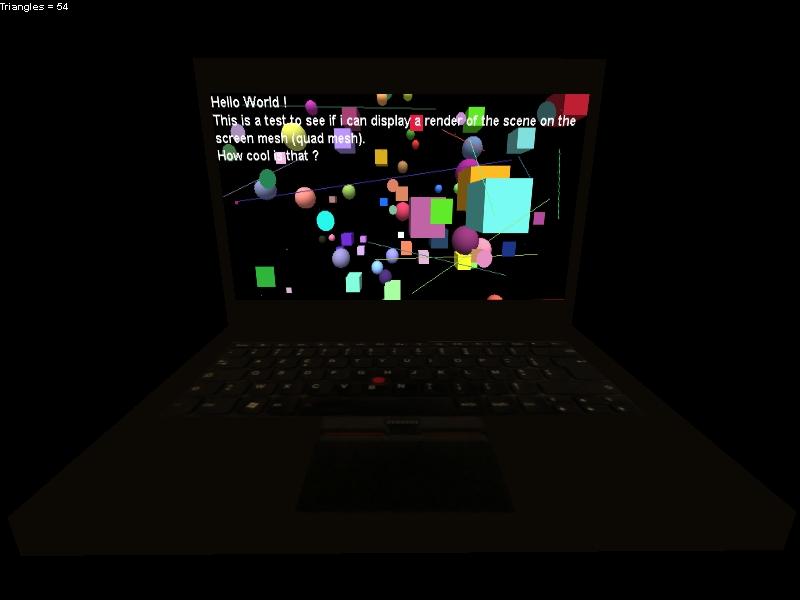 Triangles = 54
Hello World !
This is a test to see if i can display a render of the scene on the
screen mesh (quad mesh).
How cool is that ?